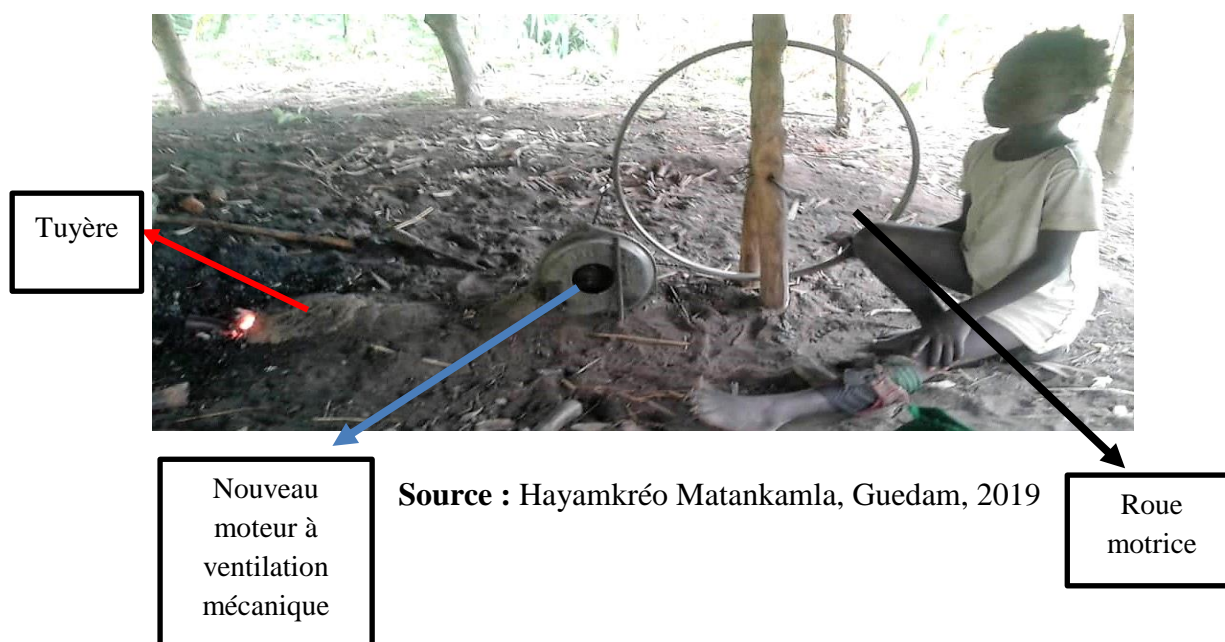 Tuyère
Nouveau
moteur à
ventilation
mécanique
Source : Hayamkréo Matankamla, Guedam, 2019
Roue
motrice